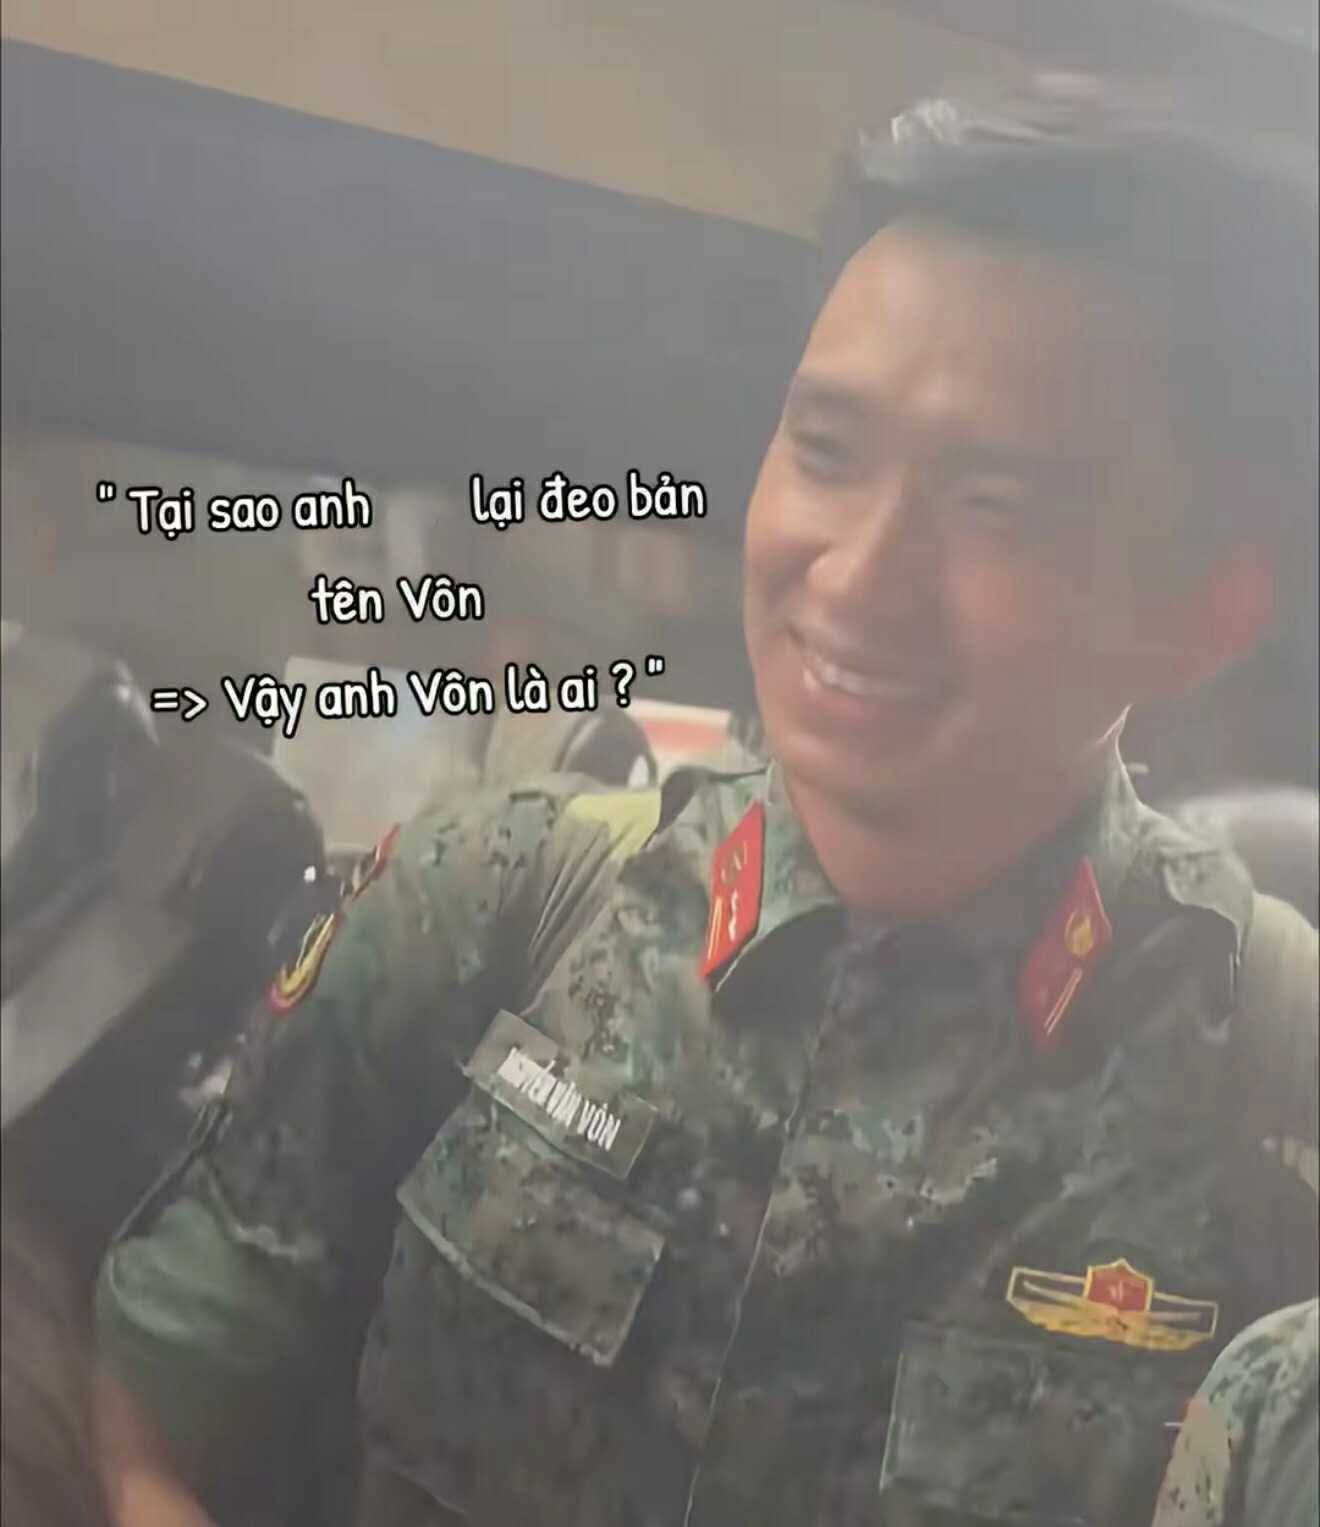 " Tại sao anh lại đeo bản
tên Vôn
=> Vậy anh Vôn là ai ? "
NGUYỄN VĂN VÔN